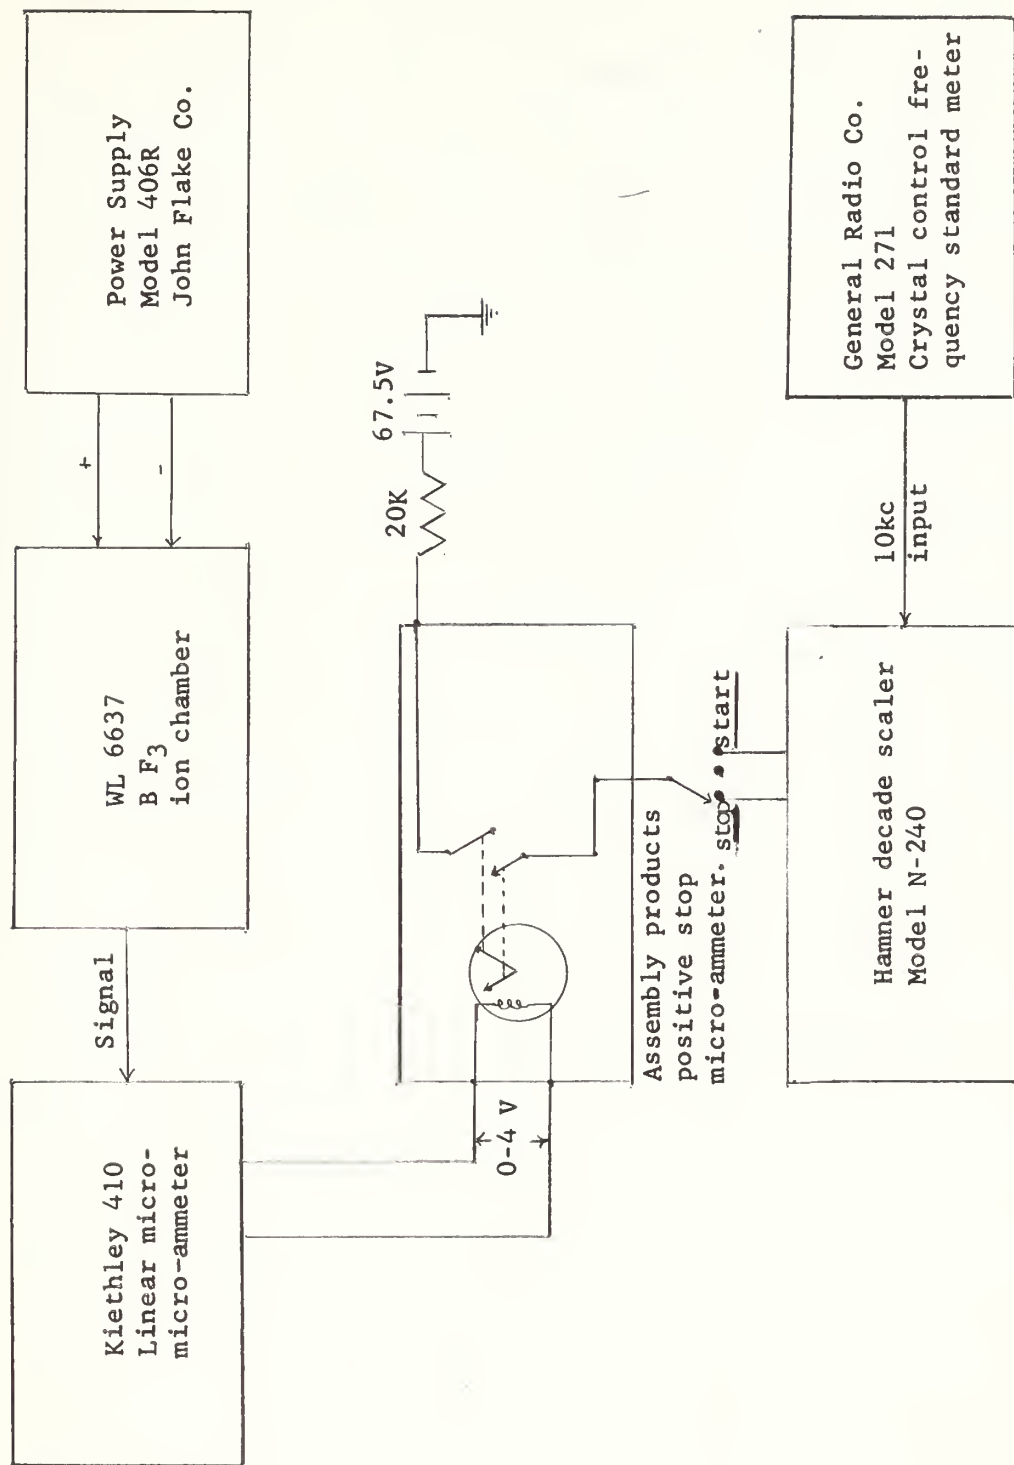 Kiethley 410
Linear micro-
micro-ammeter
Signal
WL 6637
B F3
ion chamber
+
-
Power Supply
Model 406R
John Flake Co.
0-4 V
20K
67.5V
Assembly products
positive stop
micro-ammeter.
stop
start
Hamner decade scaler
Model N-240
10kc
input
General Radio Co.
Model 271
Crystal control fre-
quency standard meter